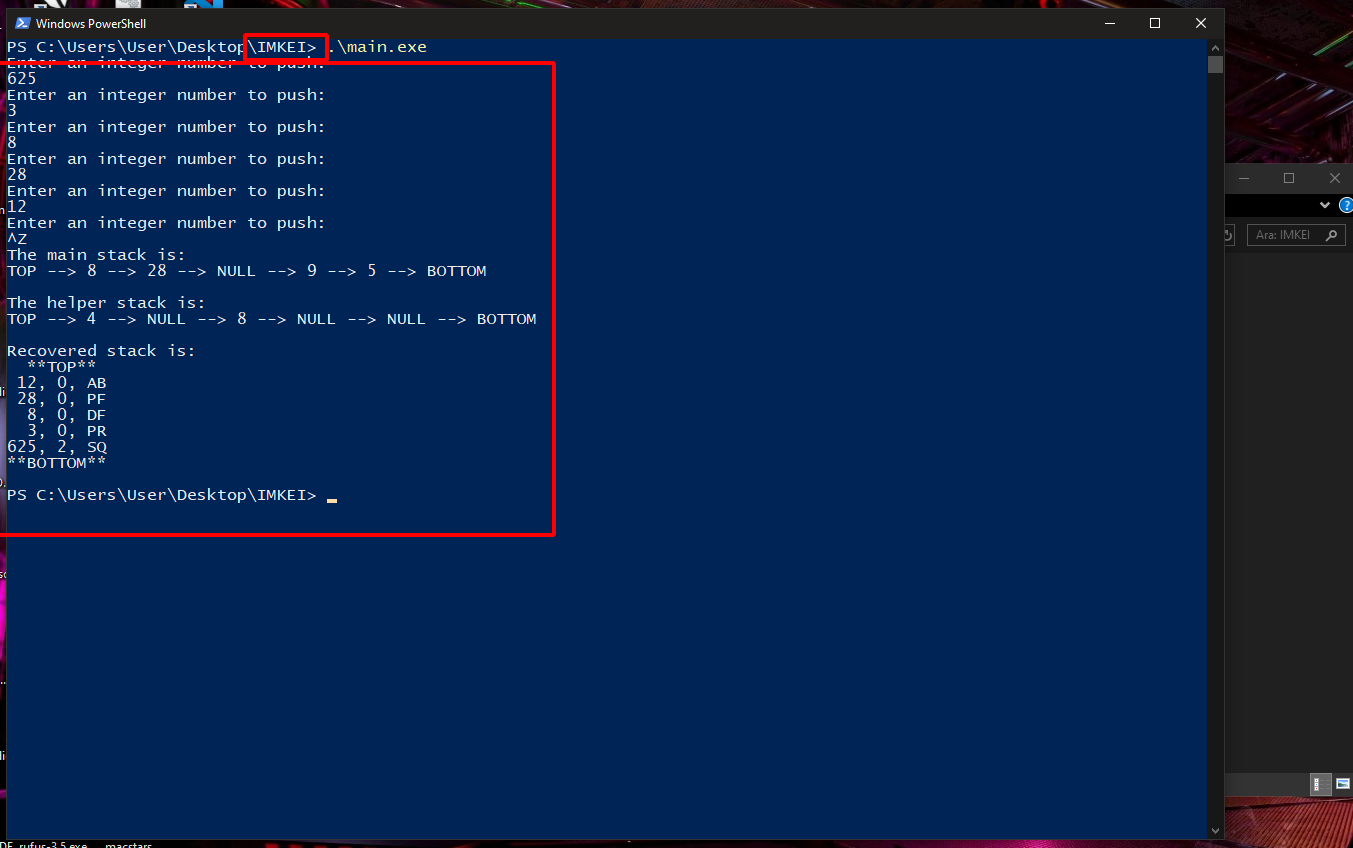 Windows PowerShell
PS C:\Users\User\Desktop\IMKEI> .\main.exe
Enter an integer number to push:
625
Enter an integer number to push:
3
Enter an integer number to push:
8
Enter an integer number to push:
28
Enter an integer number to push:
12
Enter an integer number to push:
^Z
The main stack is:
TOP --> 8 --> 28 --> NULL --> 9 --> 5 --> BOTTOM
The helper stack is:
TOP --> 4 --> NULL --> 8 --> NULL --> NULL --> BOTTOM
Recovered stack is:
**TOP**
12, 0, AB
28, 0, PF
8, 0, DF
3, 0, PR
625, 2, SQ
**BOTTOM**
PS C:\Users\User\Desktop\IMKEI>
Ara: IMKEI
rufus-3.5.exe
macstars